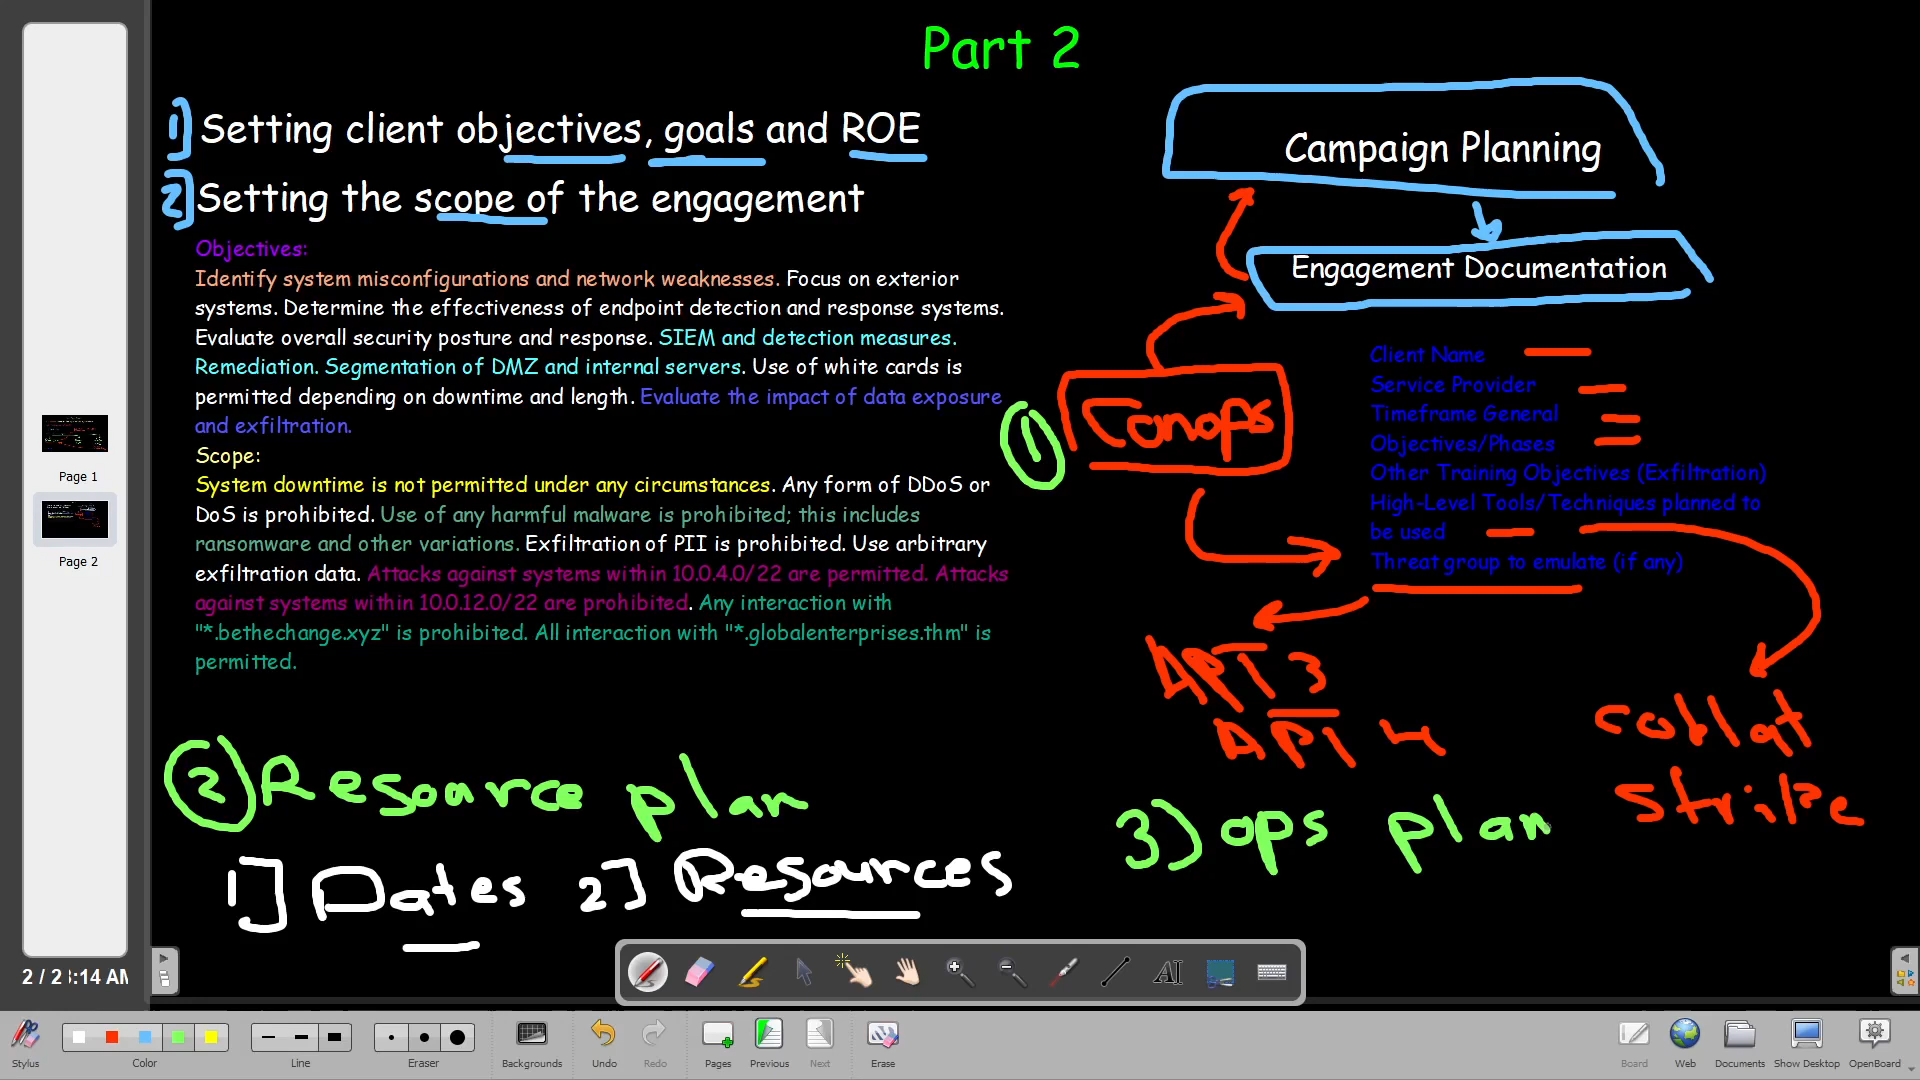 Part 2
1] Setting client objectives, goals and ROE
2] Setting the scope of the engagement
Objectives:
Identify system misconfigurations and network weaknesses. Focus on exterior
systems. Determine the effectiveness of endpoint detection and response systems.
Evaluate overall security posture and response. SIEM and detection measures.
Remediation. Segmentation of DMZ and internal servers. Use of white cards is
permitted depending on downtime and length. Evaluate the impact of data exposure
and exfiltration.
Scope:
System downtime is not permitted under any circumstances. Any form of DDoS or
DoS is prohibited. Use of any harmful malware is prohibited; this includes
ransomware and other variations. Exfiltration of PII is prohibited. Use arbitrary
exfiltration data. Attacks against systems within 10.0.4.0/22 are permitted. Attacks
against systems within 10.0.12.0/22 are prohibited. Any interaction with
"*.bethechange.xyz" is prohibited. All interaction with "*.globalenterprises.thm" is
permitted.
Campaign Planning
Engagement Documentation
1 Conops
Client Name
Service Provider
Timeframe General
Objectives/Phases
Other Training Objectives (Exfiltration)
High-Level Tools/Techniques planned to
be used
Threat group to emulate (if any)
APT 3
APT 4
coblat
strike
2 Resource plan
1] Dates 2] Resources
3) ops plan
Page 1
Page 2
2 / 2
:14 AM
AI
Stylus
Color
Line
Eraser
Backgrounds
Undo
Redo
Pages
Previous
Next
Erase
Board
Web
Documents
Show Desktop
OpenBoard